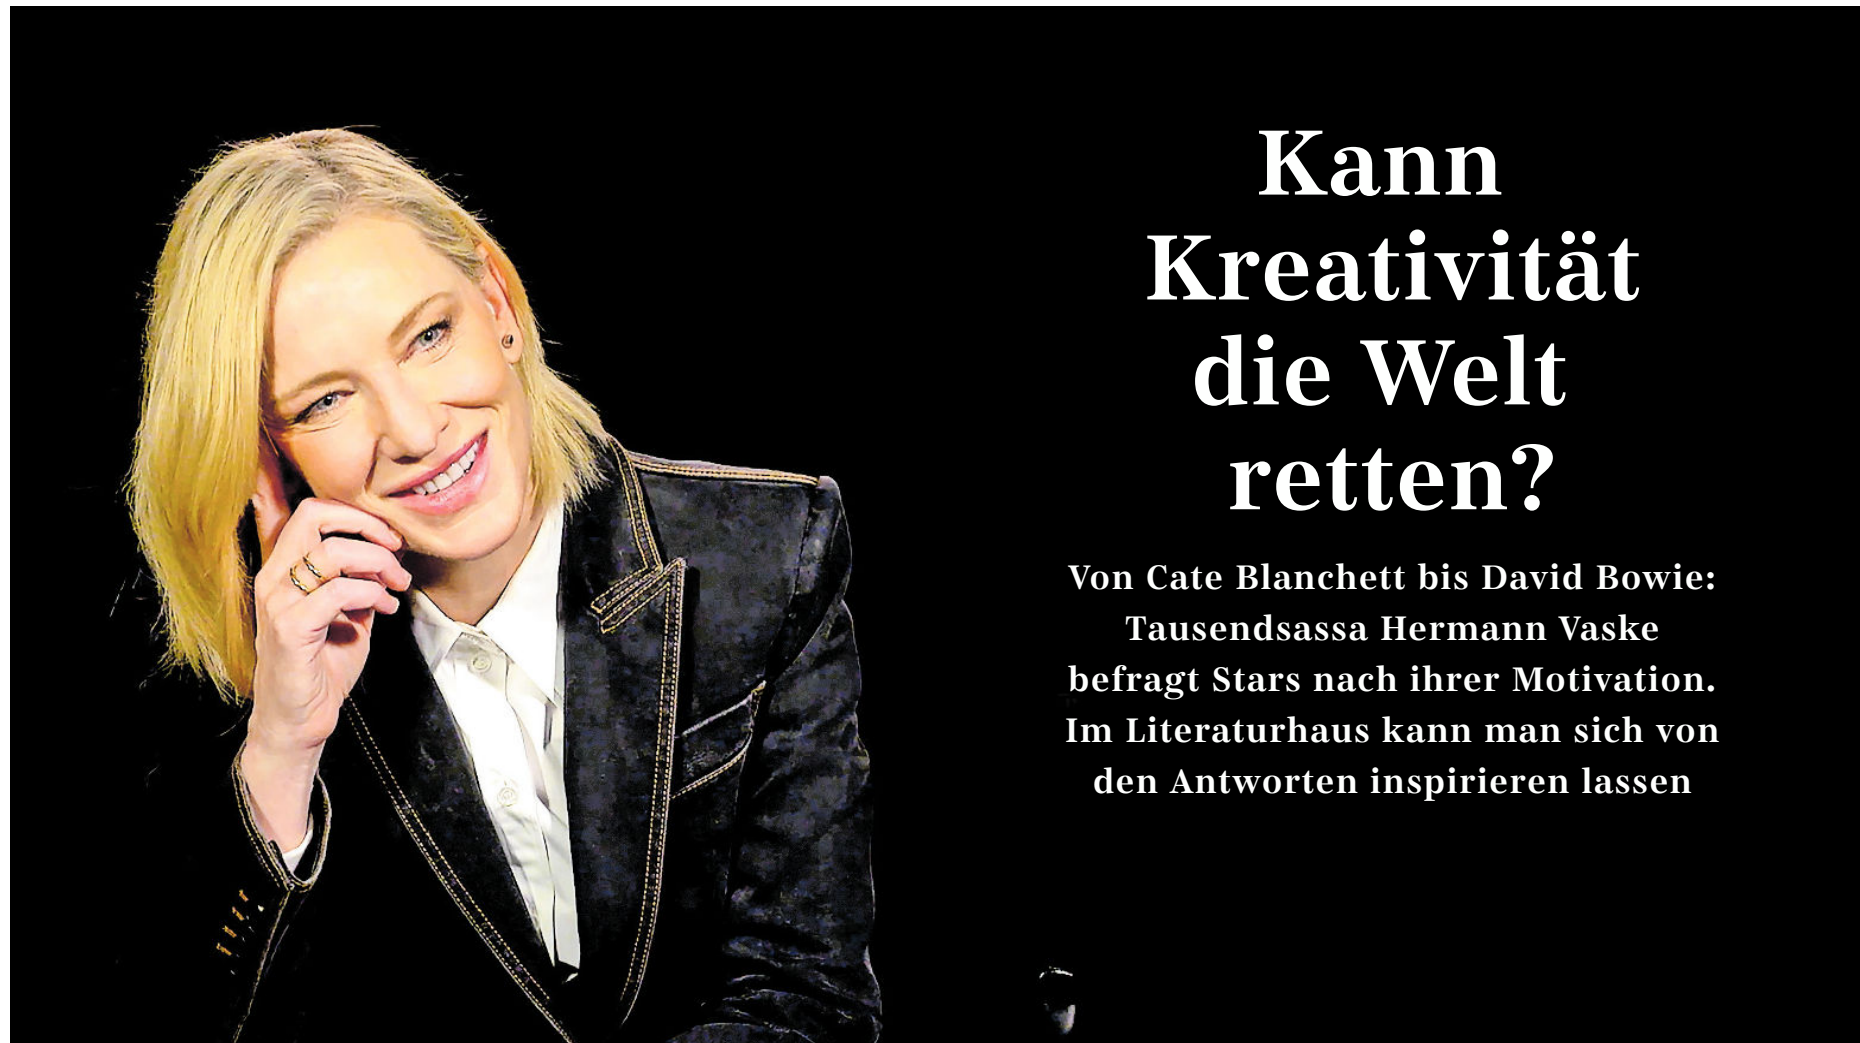 Kann
Kreativität
die Welt
retten?
Von Cate Blanchett bis David Bowie:
Tausendsassa Hermann Vaske
befragt Stars nach ihrer Motivation.
Im Literaturhaus kann man sich von
den Antworten inspirieren lassen